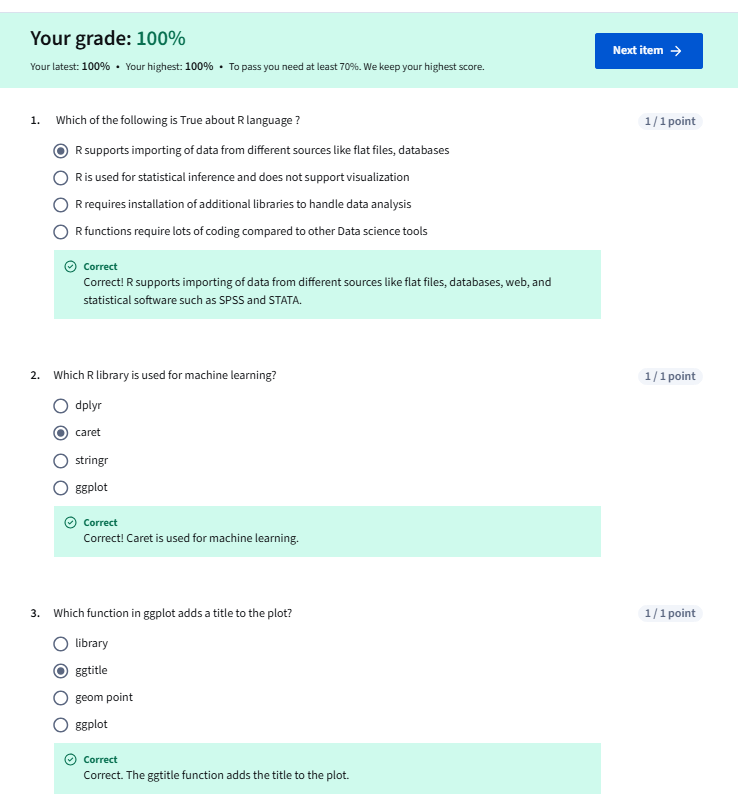 Your grade: 100%
Next item →
Your latest: 100% • Your highest: 100% • To pass you need at least 70%. We keep your highest score.
1. Which of the following is True about R language ?
1 / 1 point
R supports importing of data from different sources like flat files, databases
R is used for statistical inference and does not support visualization
R requires installation of additional libraries to handle data analysis
R functions require lots of coding compared to other Data science tools
Correct
Correct! R supports importing of data from different sources like flat files, databases, web, and
statistical software such as SPSS and STATA.
2. Which R library is used for machine learning?
1 / 1 point
dplyr
caret
stringr
ggplot
Correct
Correct! Caret is used for machine learning.
3. Which function in ggplot adds a title to the plot?
1 / 1 point
library
ggtitle
geom point
ggplot
Correct
Correct. The ggtitle function adds the title to the plot.